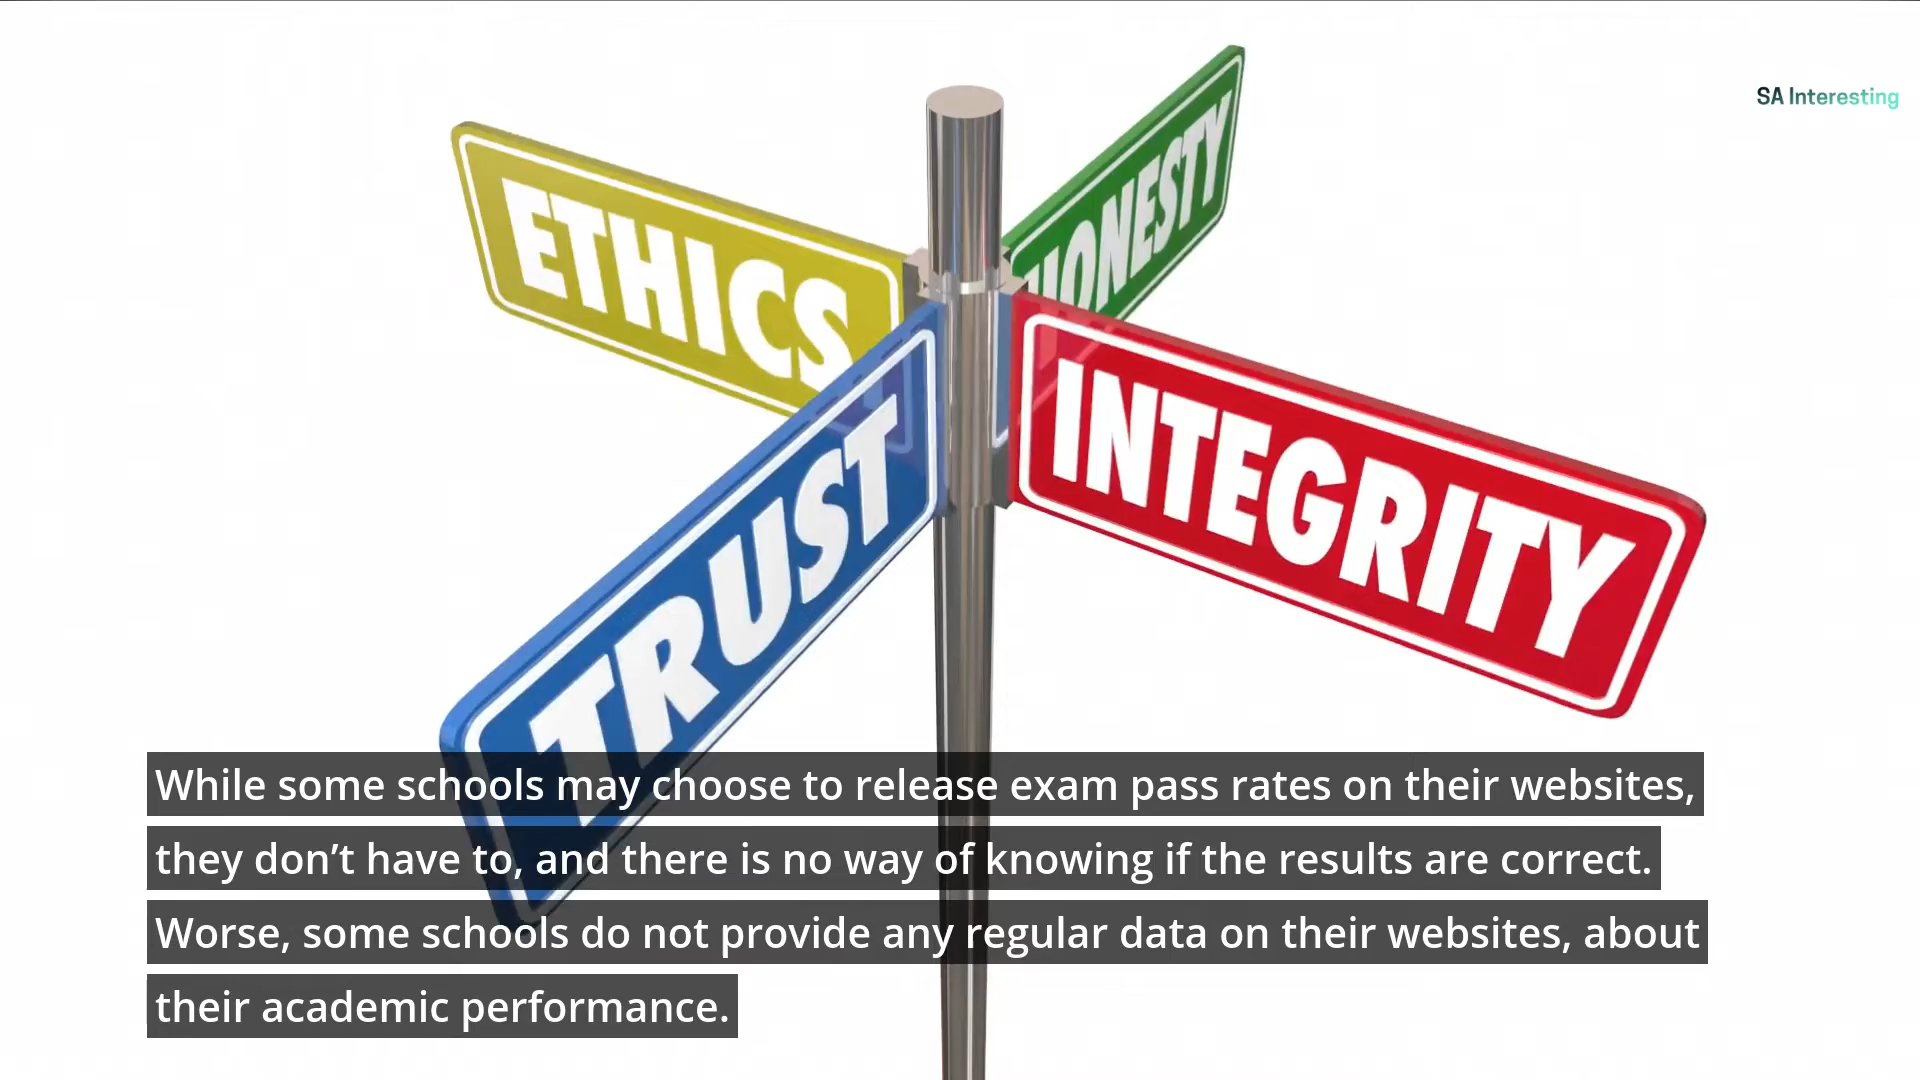 SA Interesting
ETHICS
HONESTY
TRUST
INTEGRITY
While some schools may choose to release exam pass rates on their websites,
they don’t have to, and there is no way of knowing if the results are correct.
Worse, some schools do not provide any regular data on their websites, about
their academic performance.